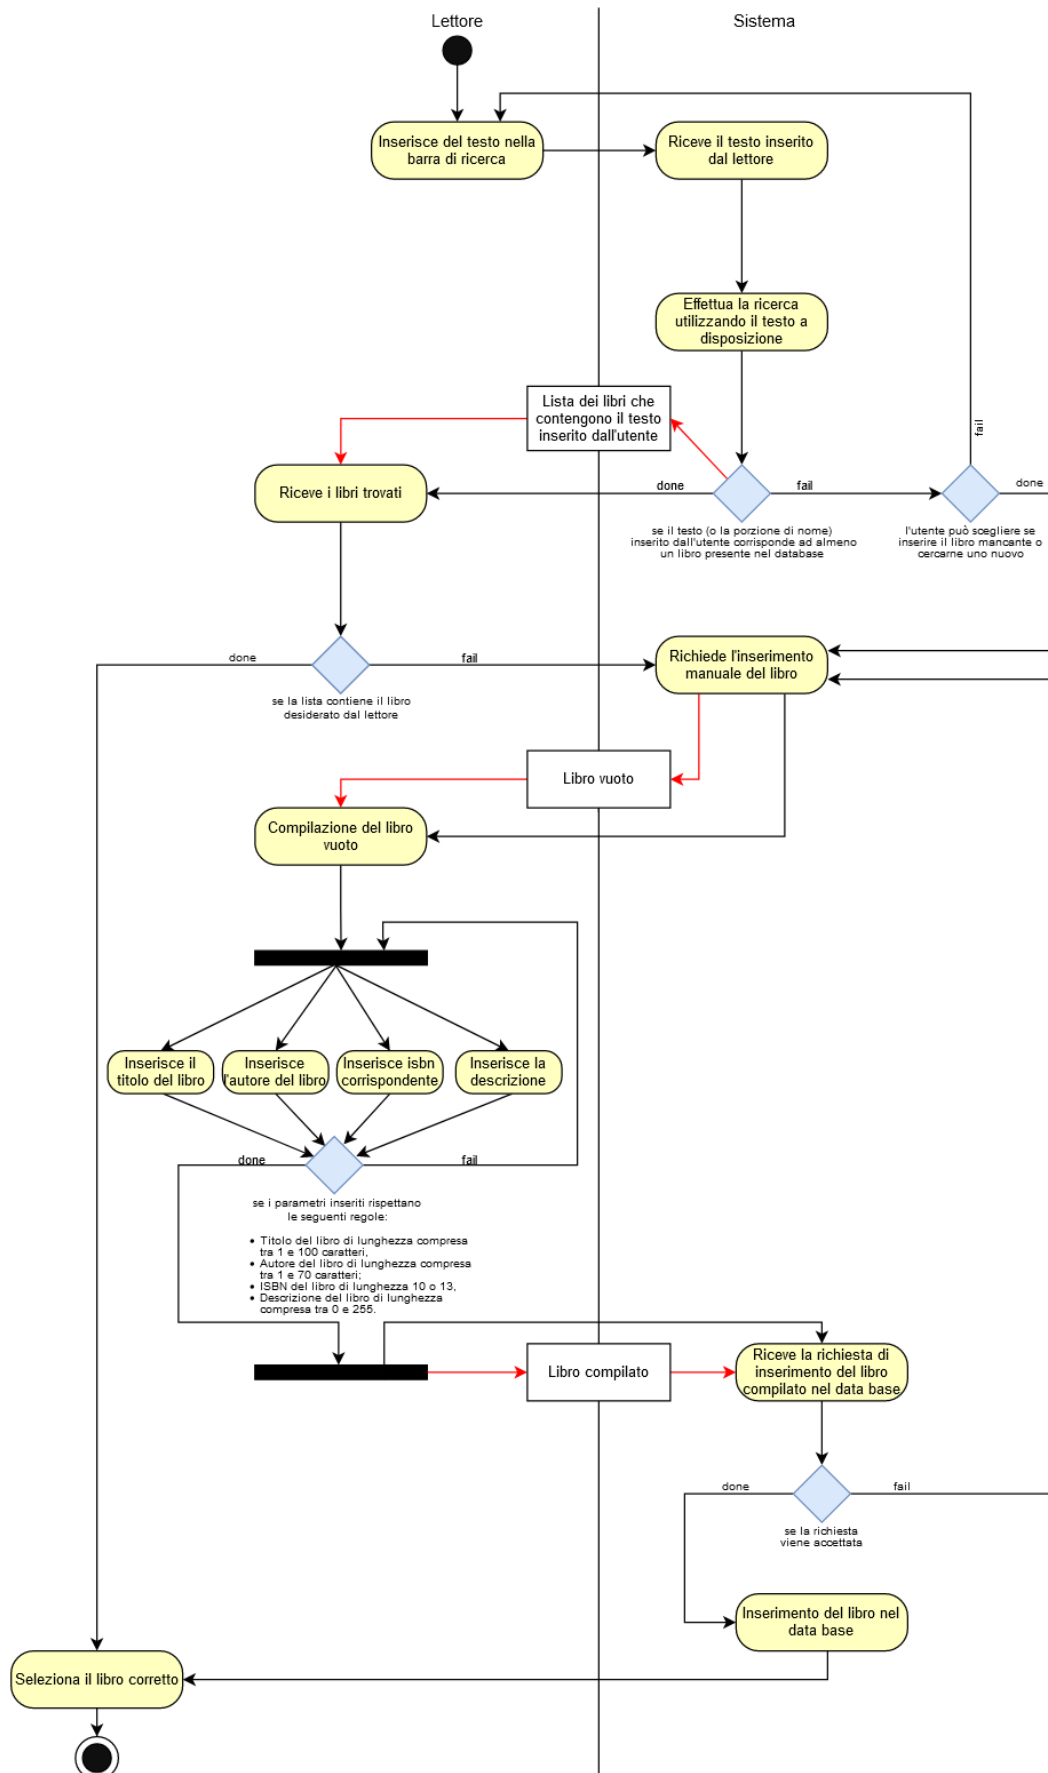 Lettore
Sistema
Inserisce del testo nella
barra di ricerca
Riceve il testo inserito
dal lettore
Effettua la ricerca
utilizzando il testo a
disposizione
Lista dei libri che
contengono il testo
inserito dall'utente
fail
Riceve i libri trovati
done
fail
done
se il testo (o la porzione di nome)
inserito dall'utente corrisponde ad almeno
un libro presente nel database
l'utente può scegliere se
inserire il libro mancante o
cercarne uno nuovo
done
fail
Richiede l'inserimento
manuale del libro
se la lista contiene il libro
desiderato dal lettore
Libro vuoto
Compilazione del libro
vuoto
Inserisce il
titolo del libro
Inserisce
l'autore del libro
Inserisce isbn
corrispondente
Inserisce la
descrizione
done
fail
se i parametri inseriti rispettano
le seguenti regole:
• Titolo del libro di lunghezza compresa
tra 1 e 100 caratteri,
• Autore del libro di lunghezza compresa
tra 1 e 70 caratteri;
• ISBN del libro di lunghezza 10 o 13,
• Descrizione del libro di lunghezza
compresa tra 0 e 255.
Libro compilato
Riceve la richiesta di
inserimento del libro
compilato nel data base
done
fail
se la richiesta
viene accettata
Inserimento del libro nel
data base
Seleziona il libro corretto